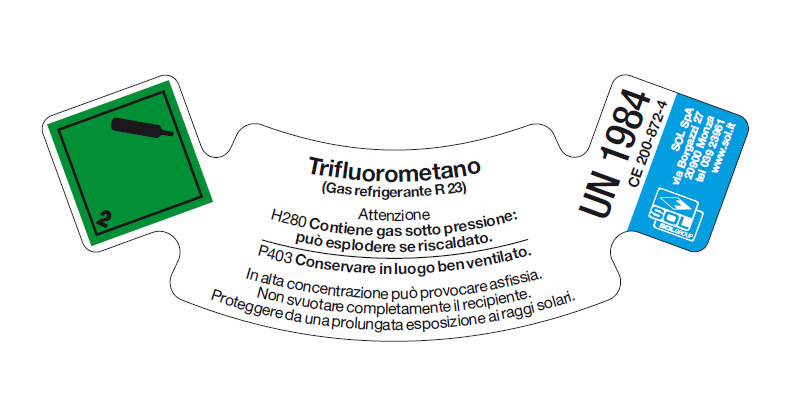 2
Trifluorometano
(Gas refrigerante R 23)
Attenzione
H280 Contiene gas sotto pressione:
può esplodere se riscaldato.
P403 Conservare in luogo ben ventilato.
In alta concentrazione può provocare asfissia.
Non svuotare completamente il recipiente.
Proteggere da una prolungata esposizione ai raggi solari.
UN 1984
CE 200-872-4
SOL SpA
via Borgazzi 27
20900 Monza
tel 039 23961
www.sol.it
SOL
SOLGROUP